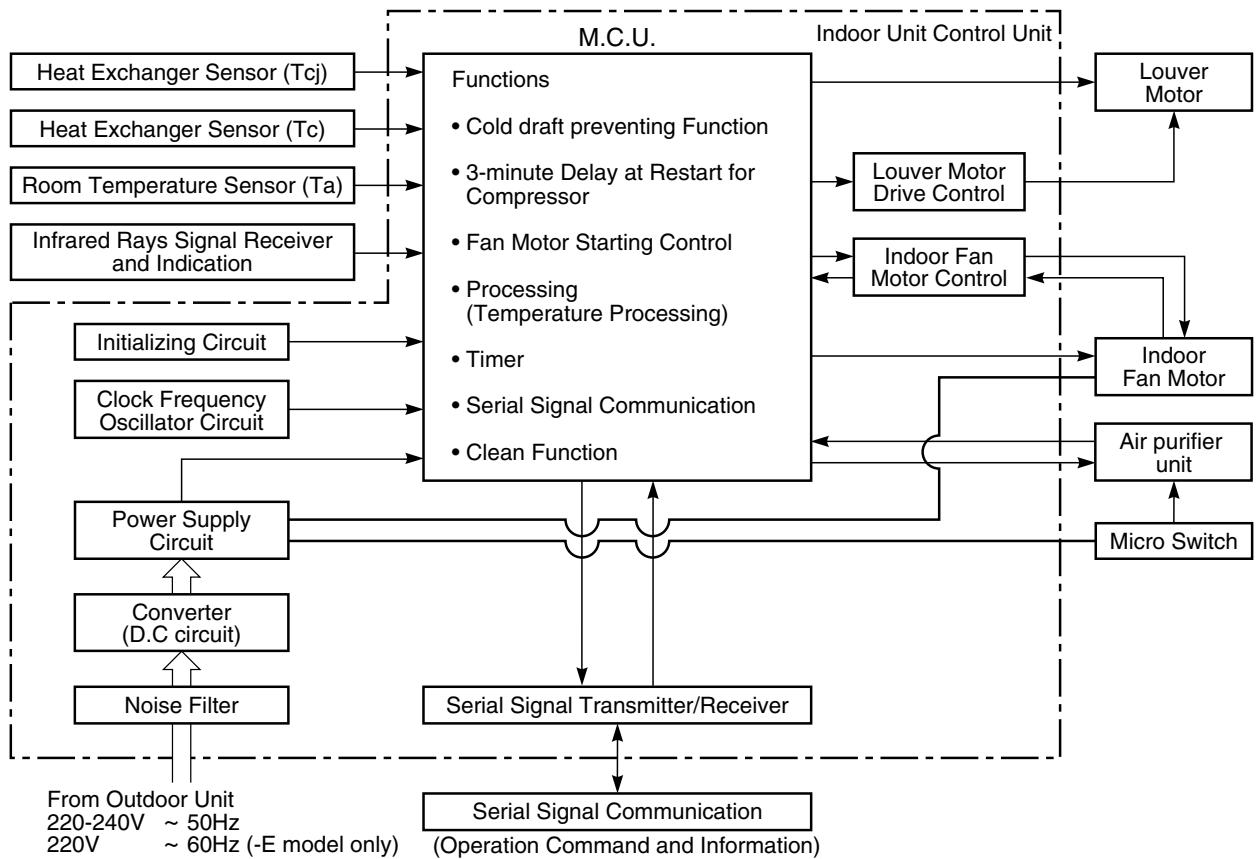 Indoor Unit Control Unit
M.C.U.
Heat Exchanger Sensor (Tcj)
Heat Exchanger Sensor (Tc)
Room Temperature Sensor (Ta)
Infrared Rays Signal Receiver
and Indication
Initializing Circuit
Clock Frequency
Oscillator Circuit
Power Supply
Circuit
Converter
(D.C circuit)
Noise Filter
From Outdoor Unit
220-240V ~ 50Hz
220V ~ 60Hz (-E model only)
Functions
• Cold draft preventing Function
• 3-minute Delay at Restart for
Compressor
• Fan Motor Starting Control
• Processing
(Temperature Processing)
• Timer
• Serial Signal Communication
• Clean Function
Serial Signal Transmitter/Receiver
Serial Signal Communication
(Operation Command and Information)
Louver Motor
Drive Control
Indoor Fan
Motor Control
Louver
Motor
Indoor
Fan Motor
Air purifier
unit
Micro Switch